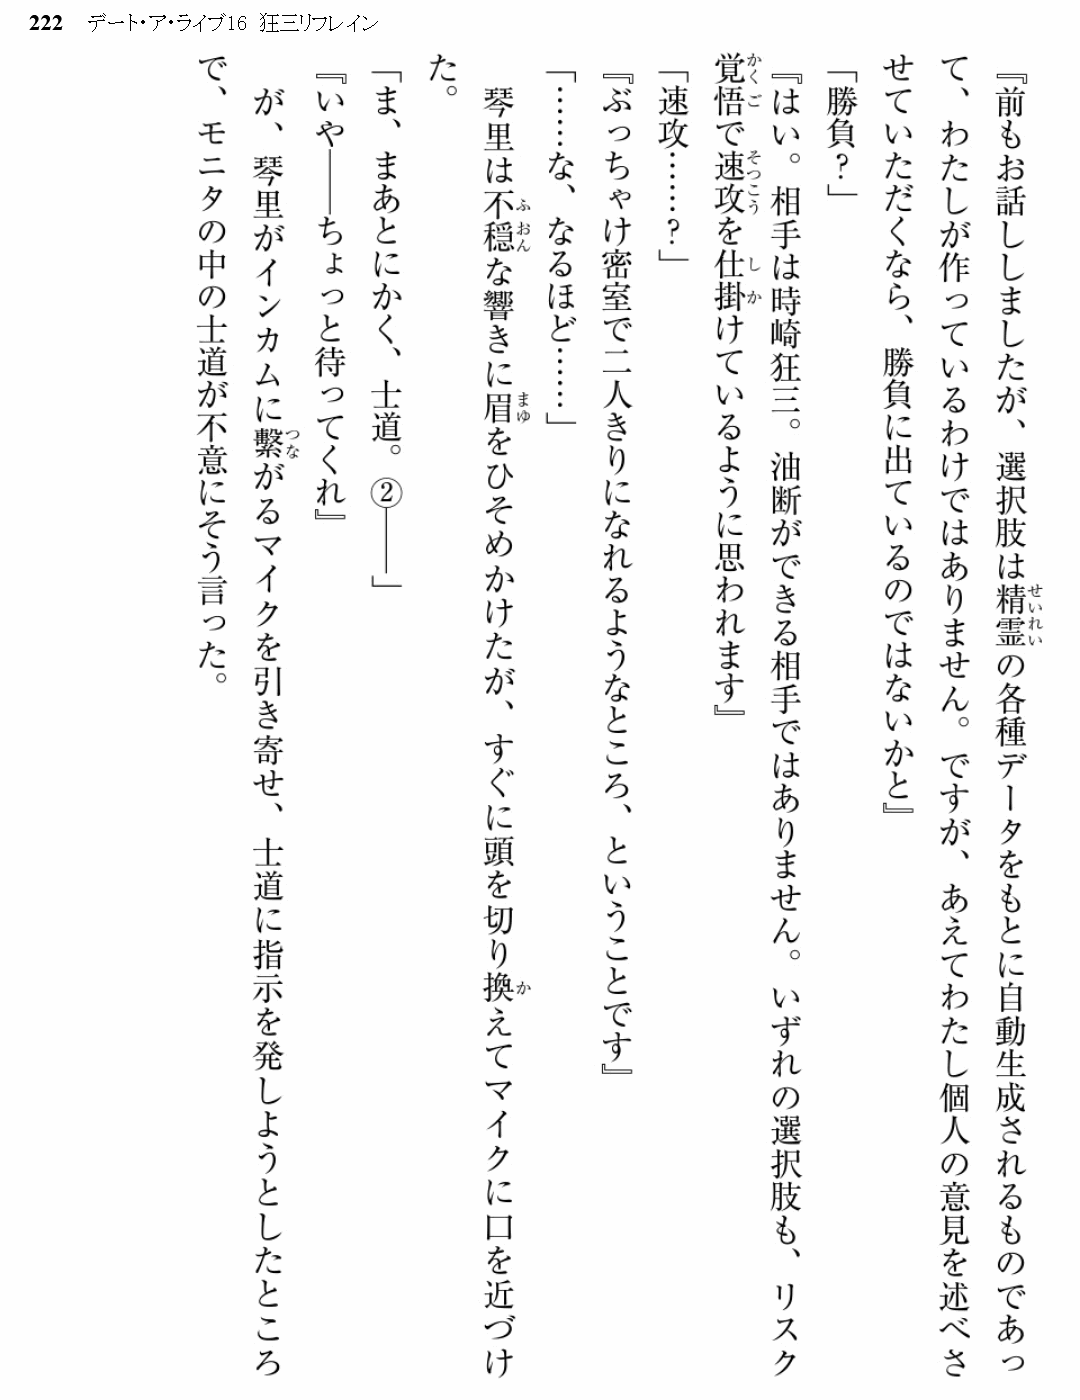 222 デート・ア・ライブ16 狂三リフレイン
『前もお話ししましたが、選択肢は精霊の各種データをもとに自動生成されるものであっ
て、わたしが作っているわけではありません。ですが、あえてわたし個人の意見を述べさ
せていただくなら、勝負に出ているのではないかと』
「勝負？」
『はい。相手は時崎狂三。油断ができる相手ではありません。いずれの選択肢も、リスク
覚悟で速攻を仕掛けているように思われます』
「速攻……？」
『ぶっちゃけ密室で二人きりになれるようなところ、ということです』
「……な、なるほど……」
琴里は不穏な響きに眉をひそめかけたが、すぐに頭を切り換えてマイクに口を近づけ
た。
「ま、まあとにかく、士道。②――」
『いや――ちょっと待ってくれ』
が、琴里がインカムに繫がるマイクを引き寄せ、士道に指示を発しようとしたところ
で、モニタの中の士道が不意にそう言った。